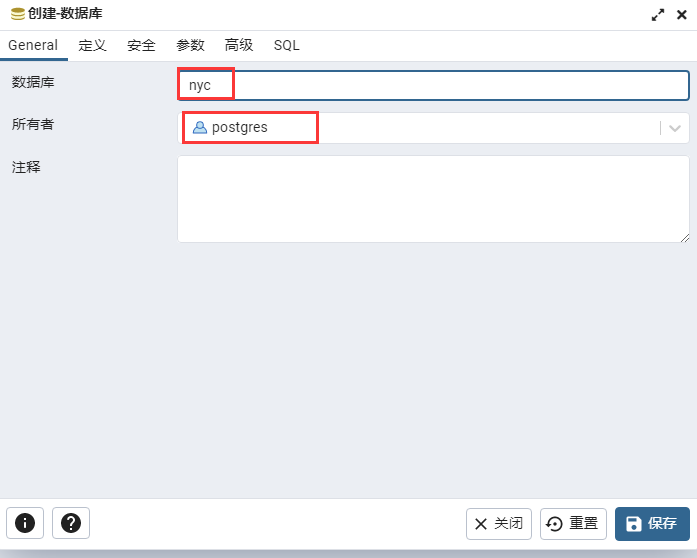 创建-数据库
General 定义 安全 参数 高级 SQL
数据库 nyc
所有者 postgres
注释
关闭 重置 保存